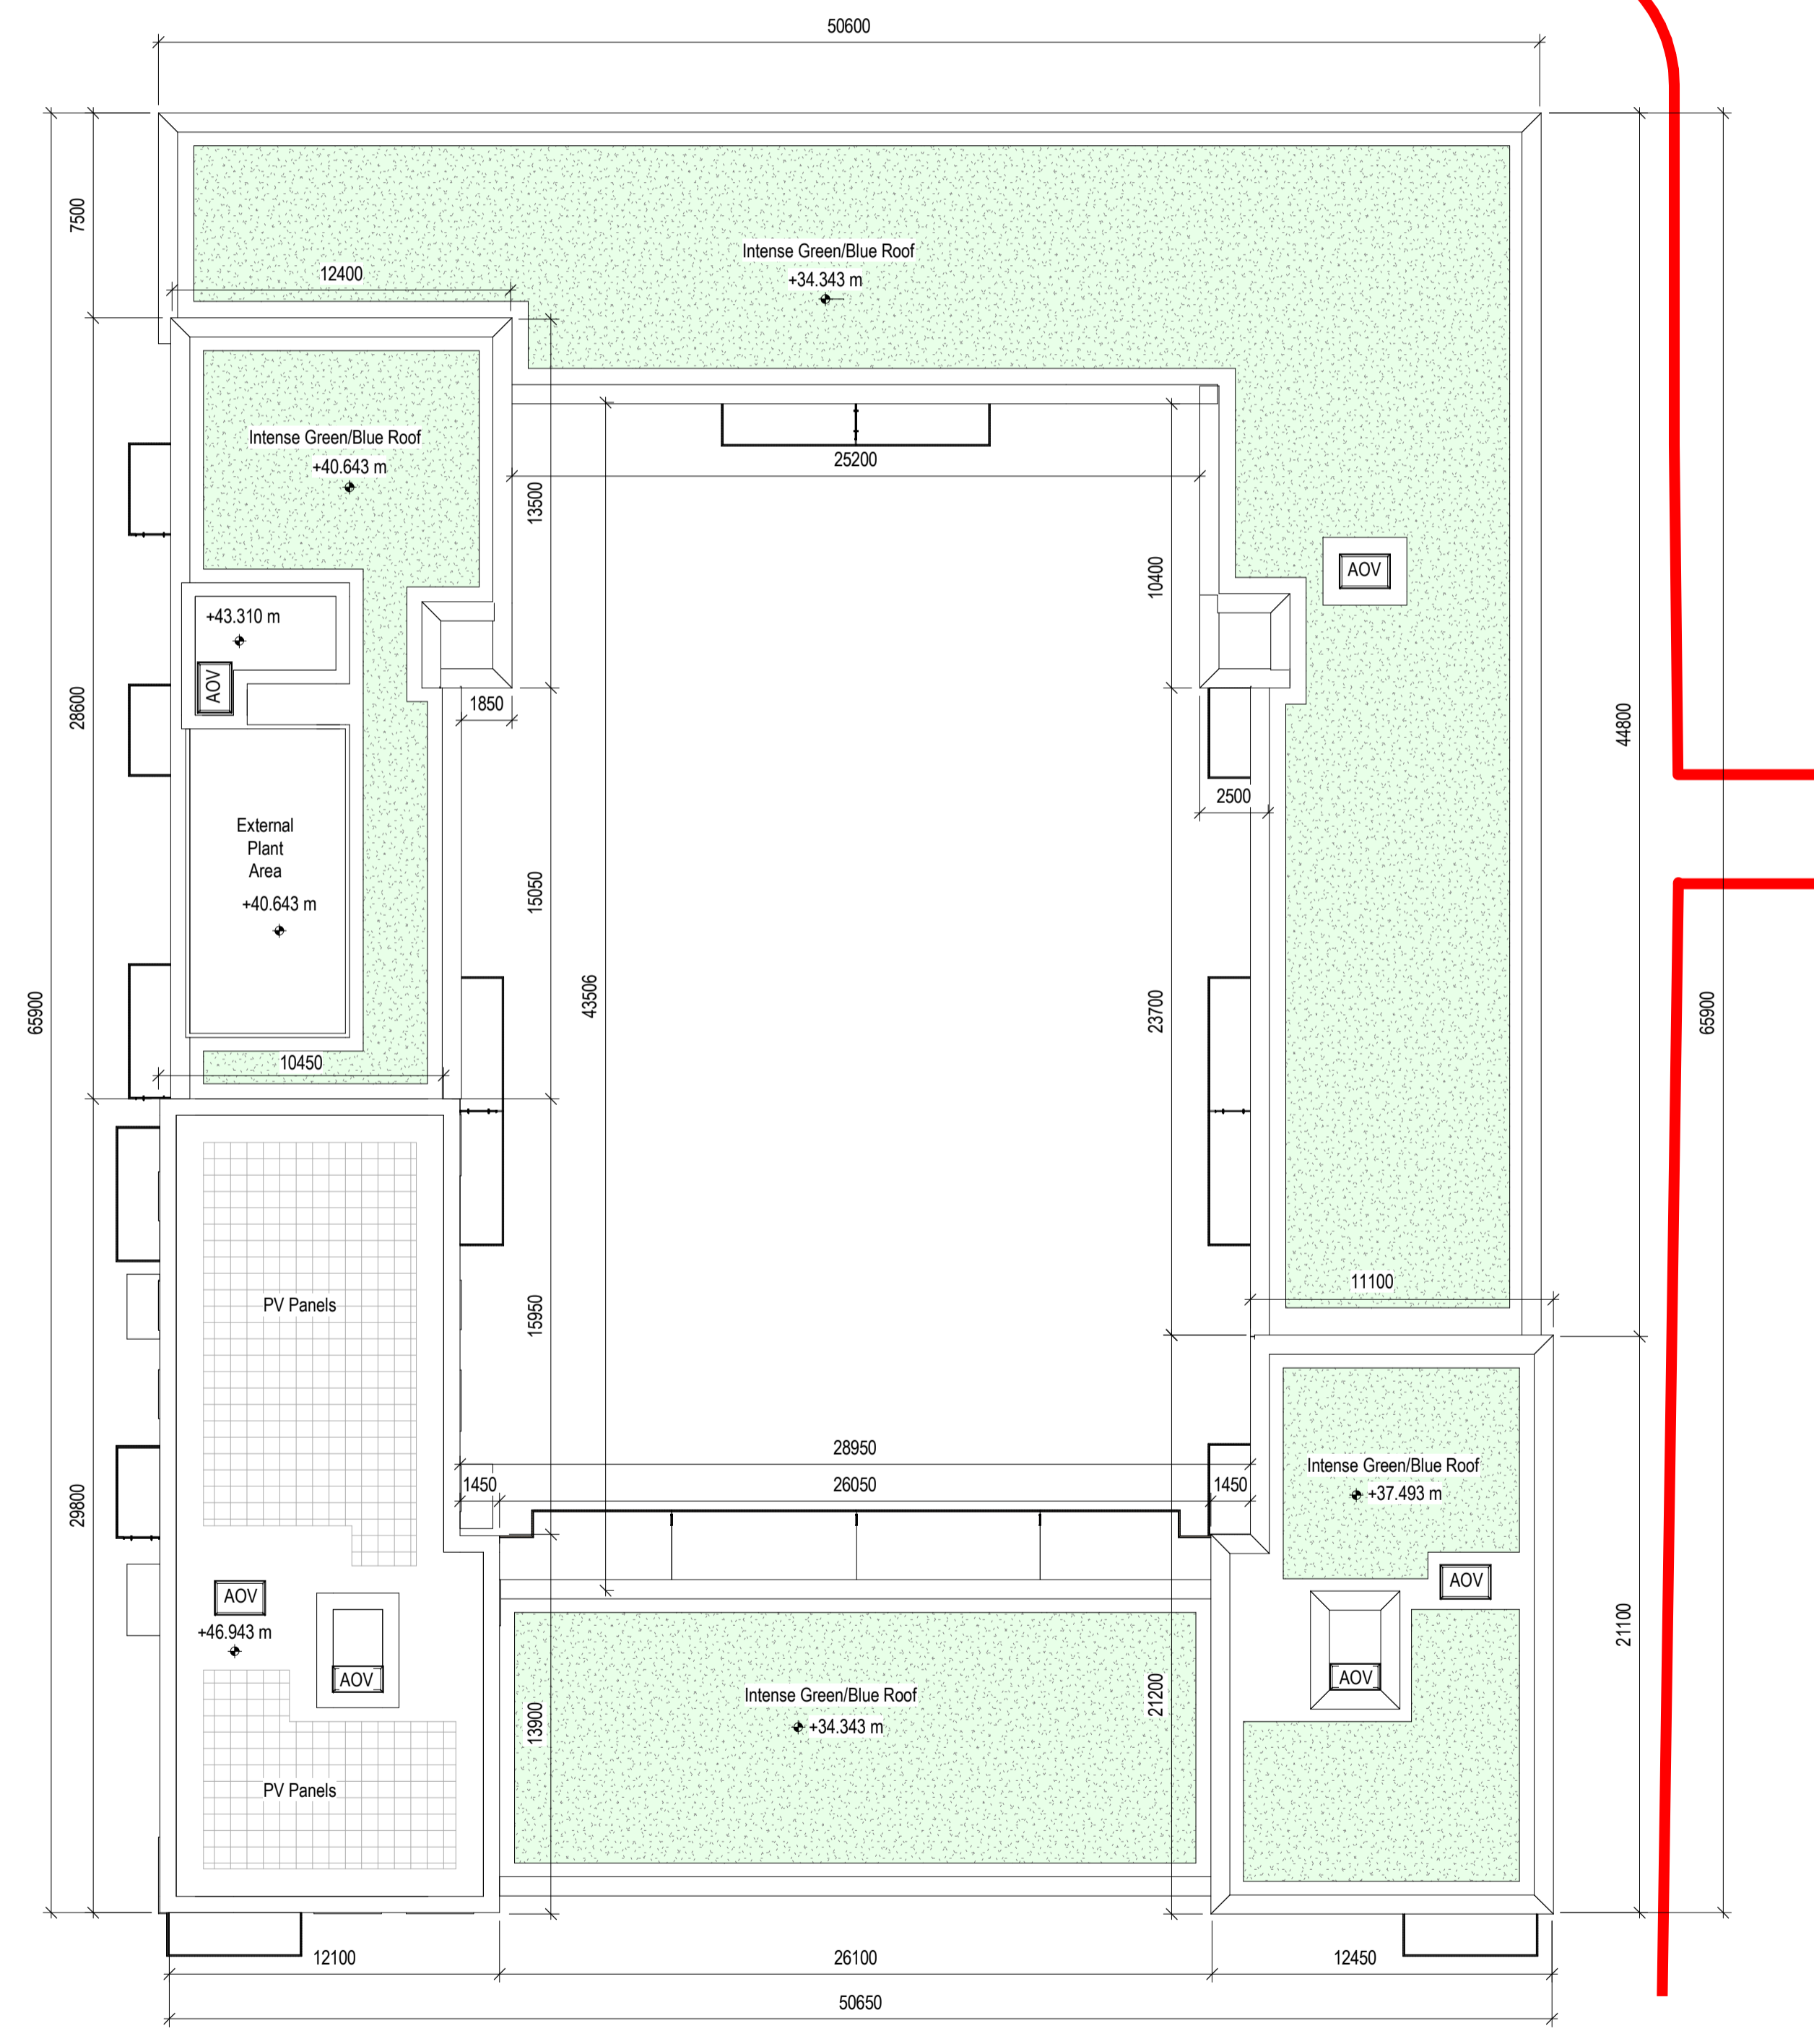 50600
7500
Intense Green/Blue Roof
+34.343 m
12400
Intense Green/Blue Roof
+40.643 m
25200
13500
10400
AOV
+43.310 m
AOV
28600
1850
44800
2500
External
Plant
Area
+40.643 m
15050
43506
23700
65900
65900
10450
11100
PV Panels
15950
28950
1450
26050
1450
Intense Green/Blue Roof
+37.493 m
29800
AOV
AOV
+46.943 m
21100
AOV
AOV
Intense Green/Blue Roof
+34.343 m
13900
21200
PV Panels
12100
26100
12450
50650